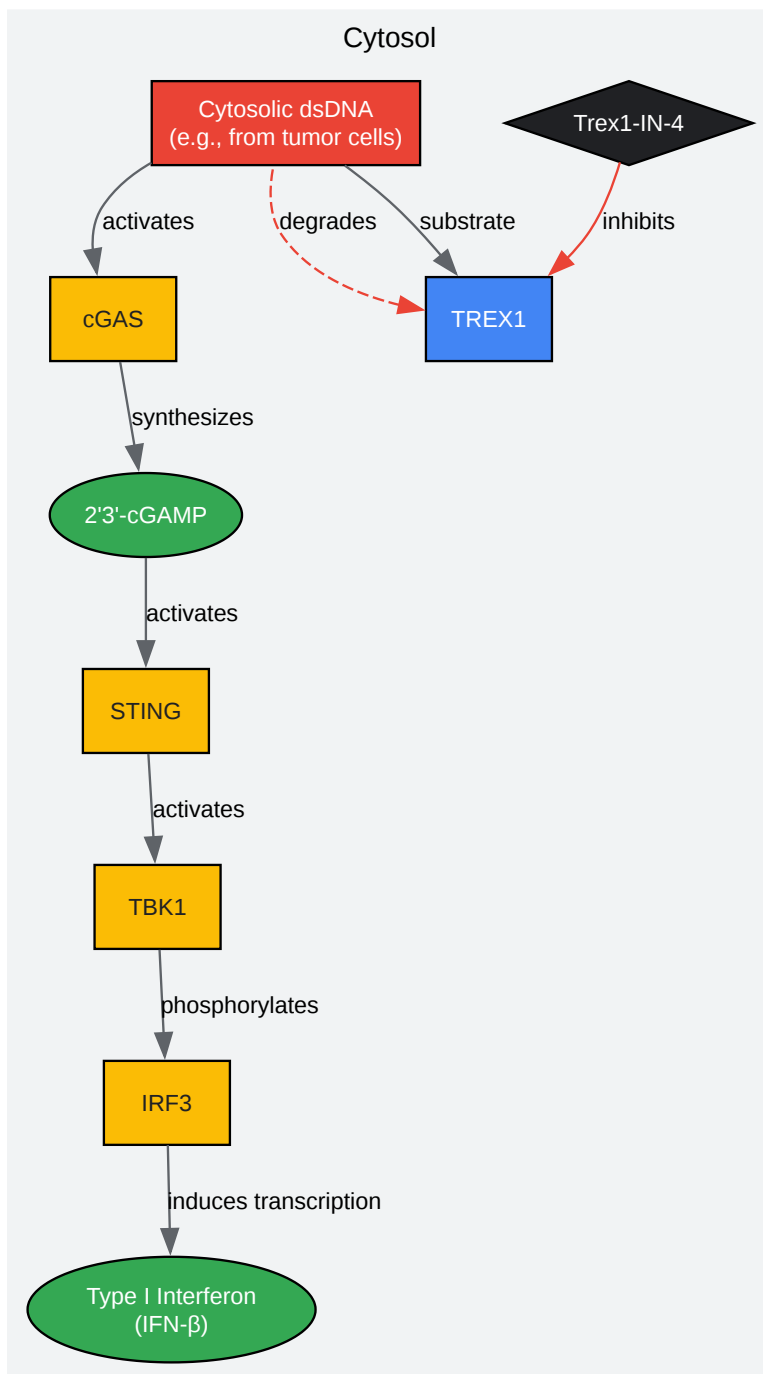 Cytosol
Cytosolic dsDNA
(e.g., from tumor cells)
Trex1-IN-4
activates
degrades
substrate
inhibits
cGAS
TREX1
synthesizes
2'3'-cGAMP
activates
STING
activates
TBK1
phosphorylates
IRF3
induces transcription
Type I Interferon
(IFN-β)